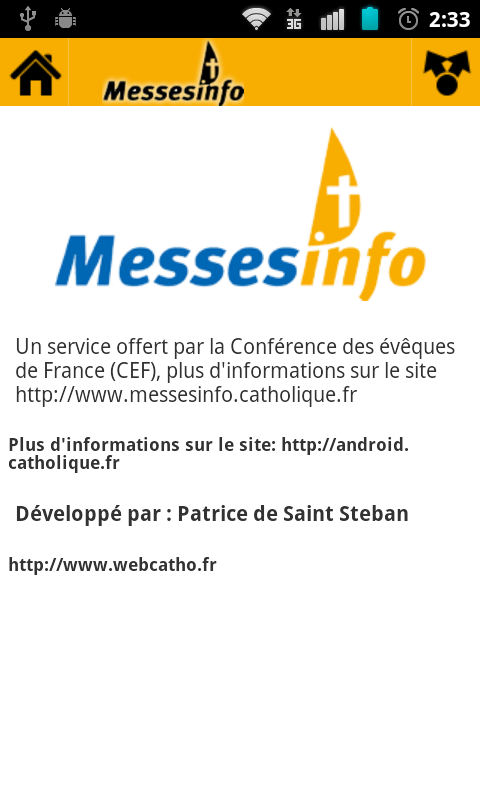 3G 2:33
Messesinfo
Messesinfo
Un service offert par la Conférence des évêques
de France (CEF), plus d'informations sur le site
http://www.messesinfo.catholique.fr
Plus d'informations sur le site: http://android.
catholique.fr
Développé par : Patrice de Saint Steban
http://www.webcatho.fr